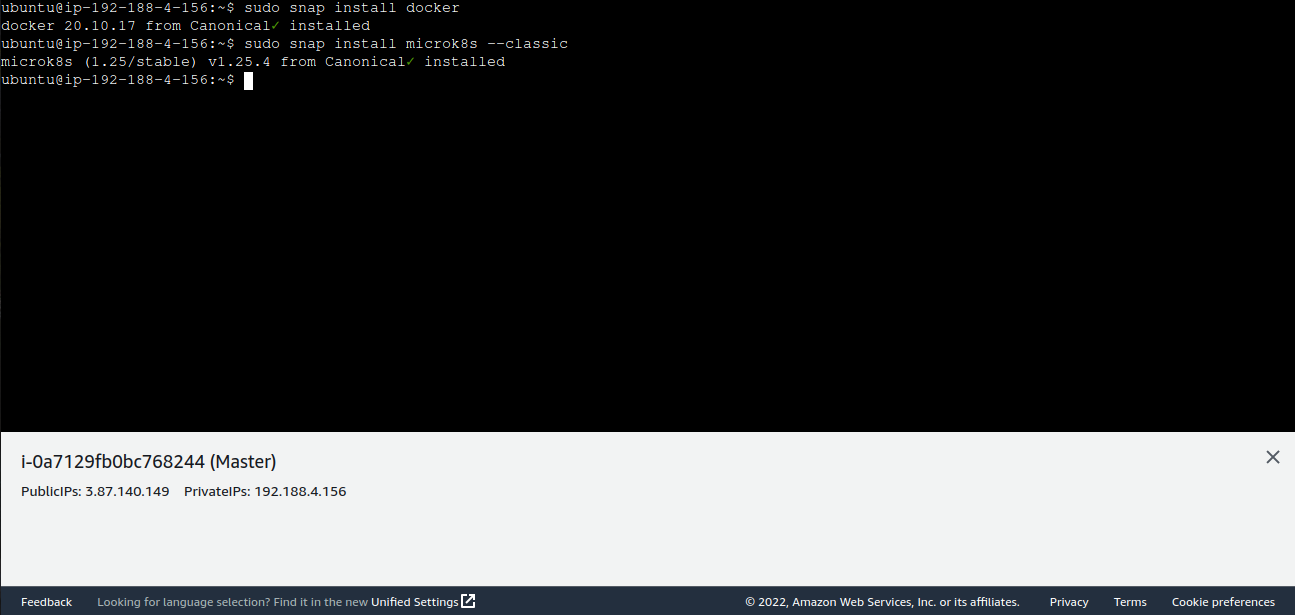 ubuntu@ip-192-188-4-156:~$ sudo snap install docker
docker 20.10.17 from Canonical✓ installed
ubuntu@ip-192-188-4-156:~$ sudo snap install microk8s --classic
microk8s (1.25/stable) v1.25.4 from Canonical✓ installed
ubuntu@ip-192-188-4-156:~$
i-0a7129fb0bc768244 (Master)
PublicIPs: 3.87.140.149 PrivateIPs: 192.188.4.156
Feedback Looking for language selection? Find it in the new Unified Settings © 2022, Amazon Web Services, Inc. or its affiliates. Privacy Terms Cookie preferences